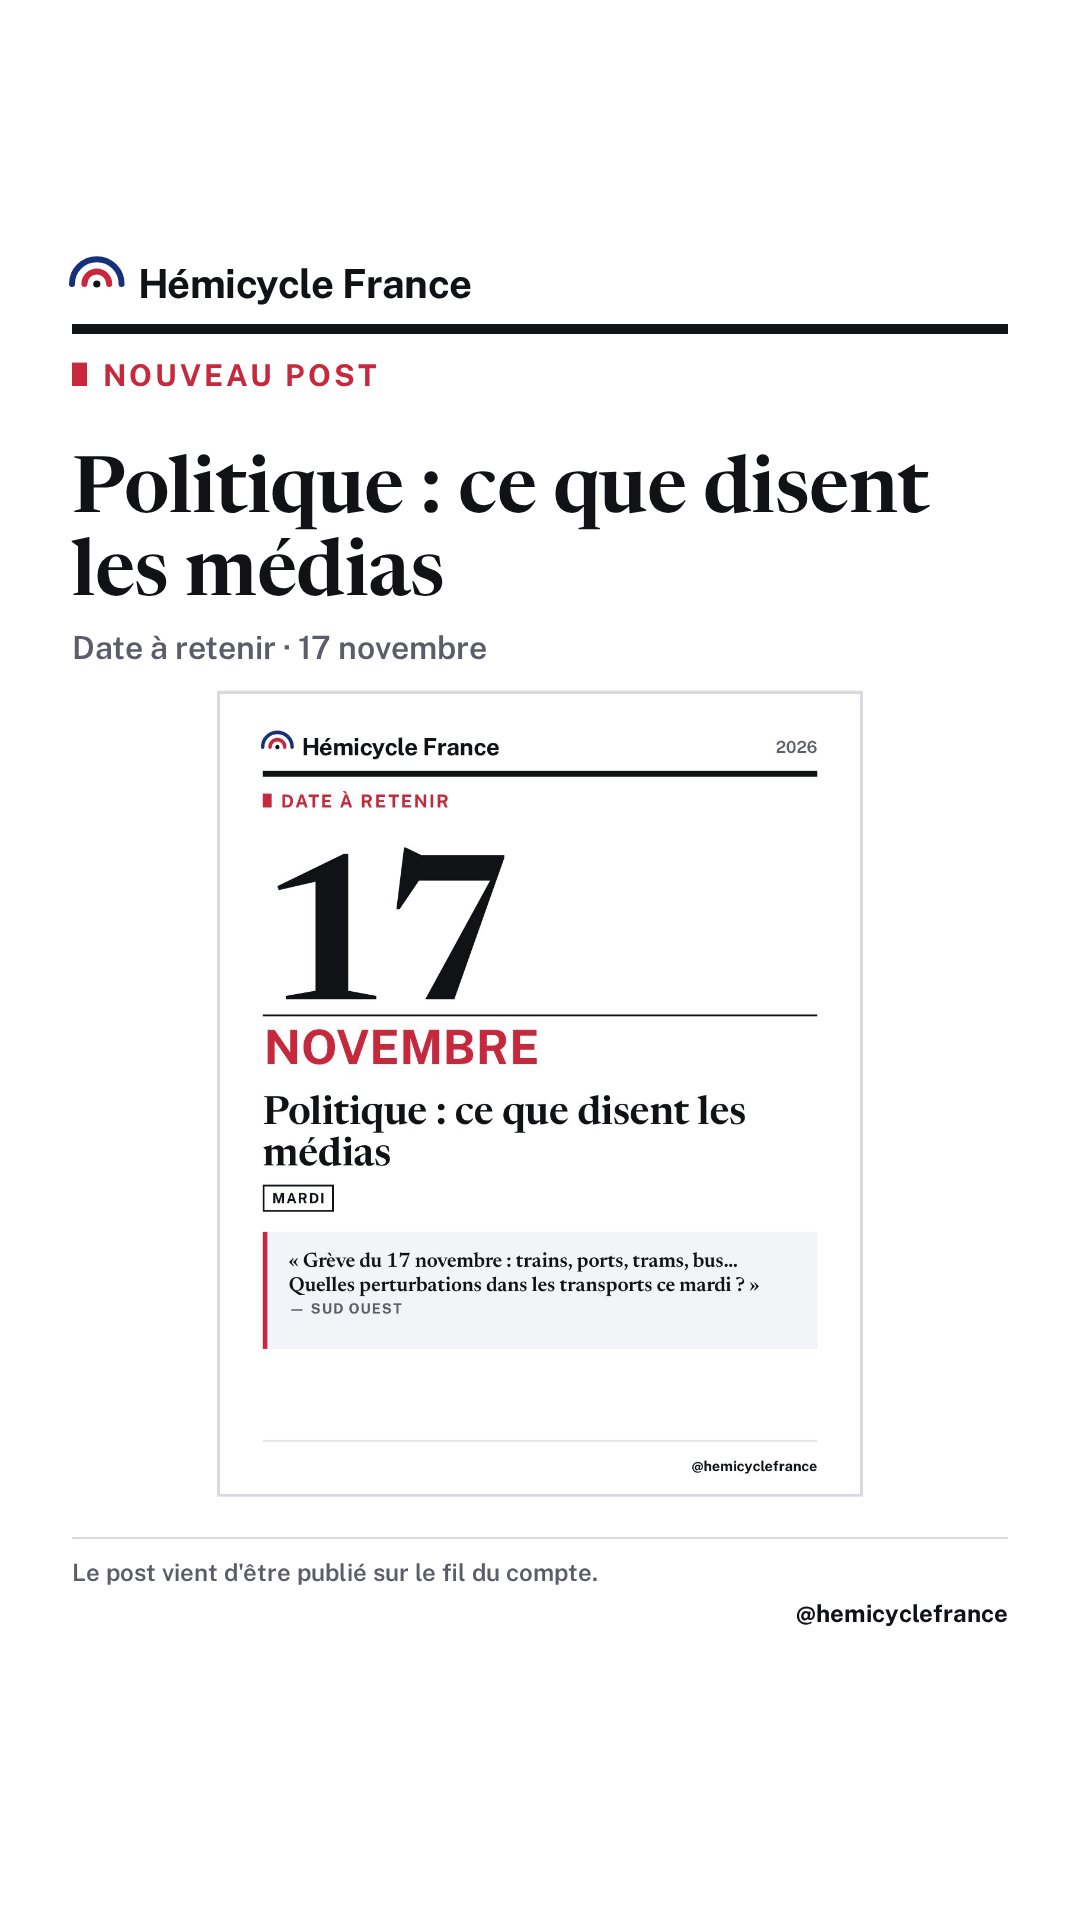 Hémicycle France
NOUVEAU POST
Politique : ce que disent
les médias
Date à retenir · 17 novembre
Hémicycle France
2026
DATE À RETENIR
17
NOVEMBRE
Politique : ce que disent les
médias
MARDI
« Grève du 17 novembre : trains, ports, trams, bus...
Quelles perturbations dans les transports ce mardi ? »
— SUD OUEST
@hemicyclefrance
Le post vient d'être publié sur le fil du compte.
@hemicyclefrance